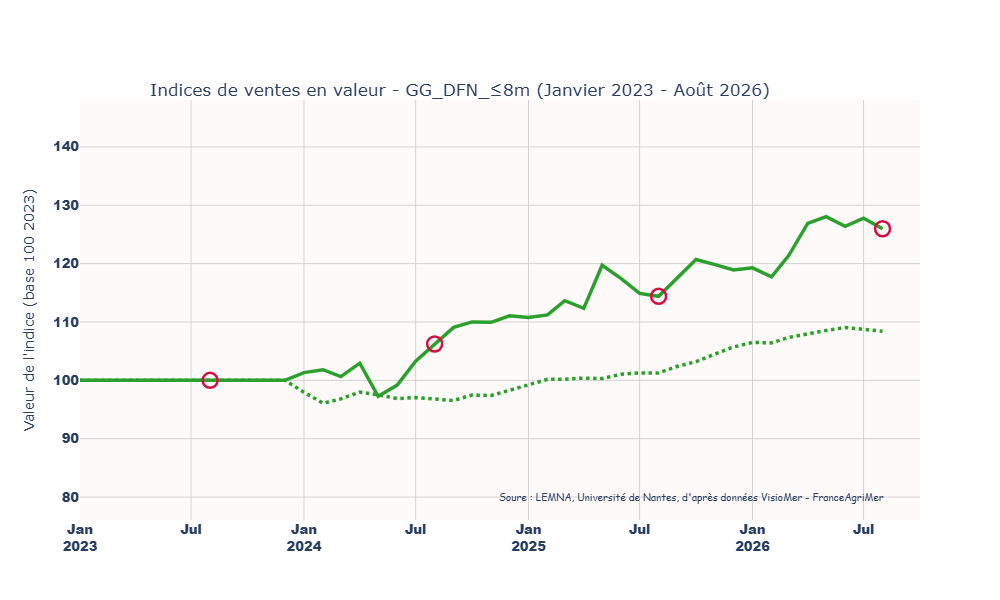 Indices de ventes en valeur - GG_DFN_≤8m (Janvier 2023 - Août 2026)
Valeur de l'indice (base 100 2023)
140
130
120
110
100
90
80
Soure : LEMNA, Université de Nantes, d'après données VisioMer - FranceAgriMer
Jan Jul Jan Jul Jan Jul Jan Jul
2023 2024 2025 2026